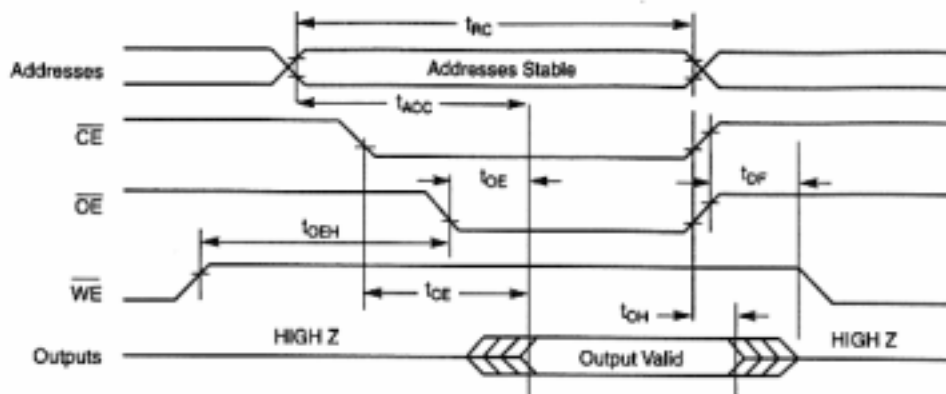 tRC
Addresses
Addresses Stable
tACC
CE
tOE
tDF
OE
tOEH
WE
tCE
tOH
HIGH Z
HIGH Z
Outputs
Output Valid